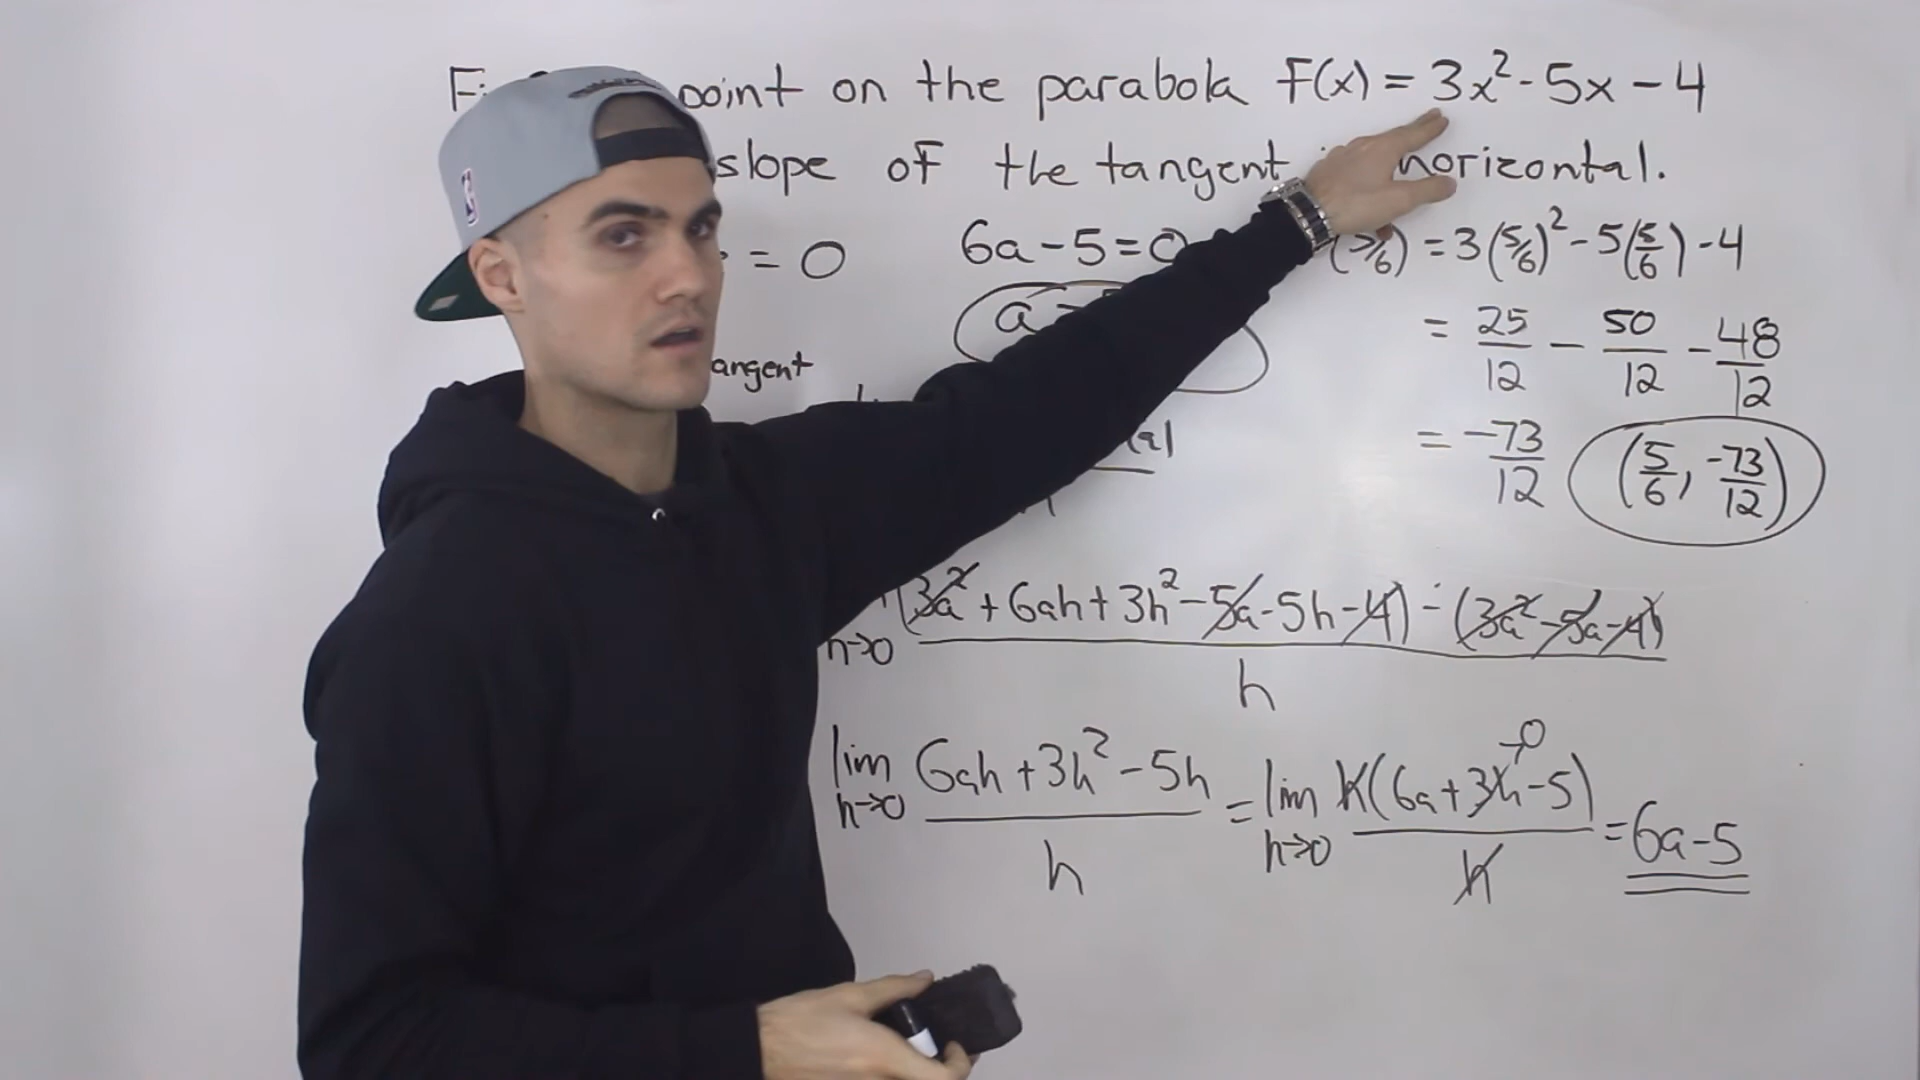 point on the parabola F(x) = 3x² - 5x - 4
slope of the tangent horizontal.
= 0
6a - 5 = 0
(5/6) = 3(5/6)² - 5(5/6) - 4
= 25/12 - 50/12 - 48/12
= -73/12
(5/6, -73/12)
angent
h→0 (3a² + 6ah + 3h² - 5a - 5h - 4) - (3a² - 5a - 4) / h
lim h→0 6ah + 3h² - 5h / h = lim h→0 h(6a + 3h - 5) / h = 6a - 5
→0